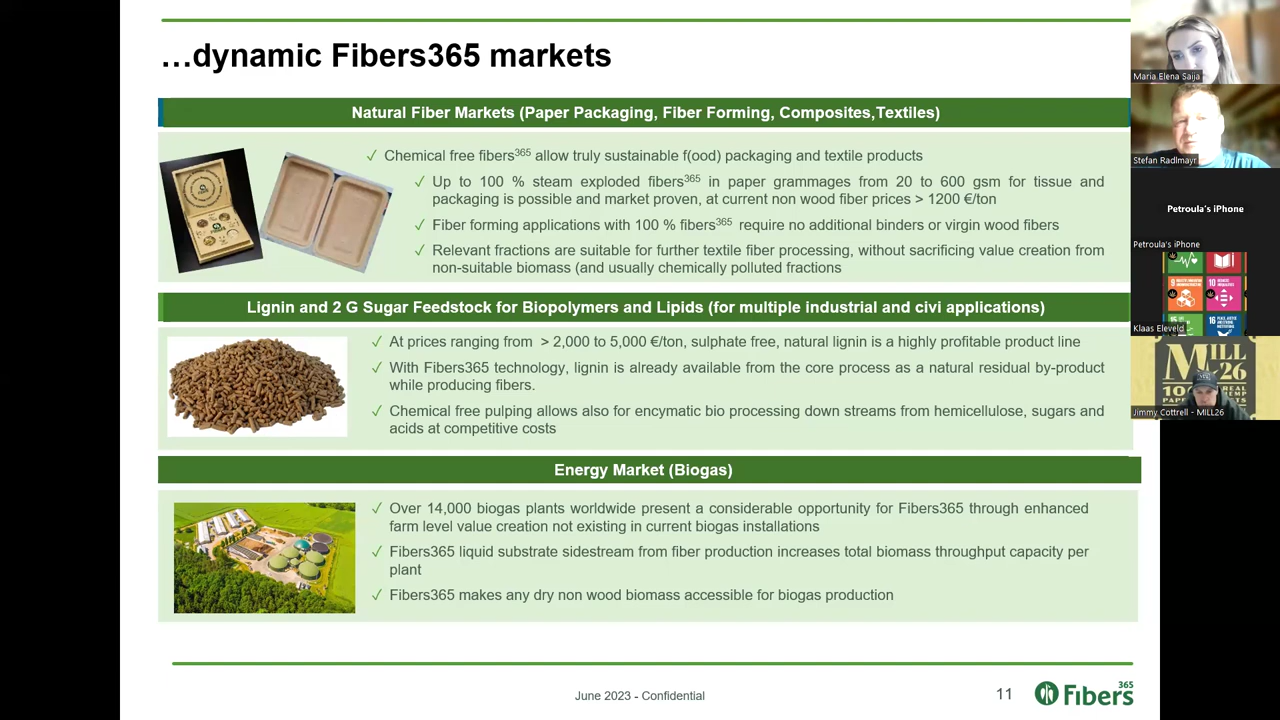 …dynamic Fibers365 markets
Natural Fiber Markets (Paper Packaging, Fiber Forming, Composites,Textiles)
✓ Chemical free fibers365 allow truly sustainable f(ood) packaging and textile products
✓ Up to 100 % steam exploded fibers365 in paper grammages from 20 to 600 gsm for tissue and
packaging is possible and market proven, at current non wood fiber prices > 1200 €/ton
✓ Fiber forming applications with 100 % fibers365 require no additional binders or virgin wood fibers
✓ Relevant fractions are suitable for further textile fiber processing, without sacrificing value creation from
non-suitable biomass (and usually chemically polluted fractions
Lignin and 2 G Sugar Feedstock for Biopolymers and Lipids (for multiple industrial and civi applications)
✓ At prices ranging from > 2,000 to 5,000 €/ton, sulphate free, natural lignin is a highly profitable product line
✓ With Fibers365 technology, lignin is already available from the core process as a natural residual by-product
while producing fibers.
✓ Chemical free pulping allows also for encymatic bio processing down streams from hemicellulose, sugars and
acids at competitive costs
Energy Market (Biogas)
✓ Over 14,000 biogas plants worldwide present a considerable opportunity for Fibers365 through enhanced
farm level value creation not existing in current biogas installations
✓ Fibers365 liquid substrate sidestream from fiber production increases total biomass throughput capacity per
plant
✓ Fibers365 makes any dry non wood biomass accessible for biogas production
June 2023 - Confidential
11
Fibers365
Maria Elena Saija
Stefan Radlmayr
Petroula's iPhone
Petroula's iPhone
Klaas Eleveld
MILL
26
Jimmy Cottrell - MILL26